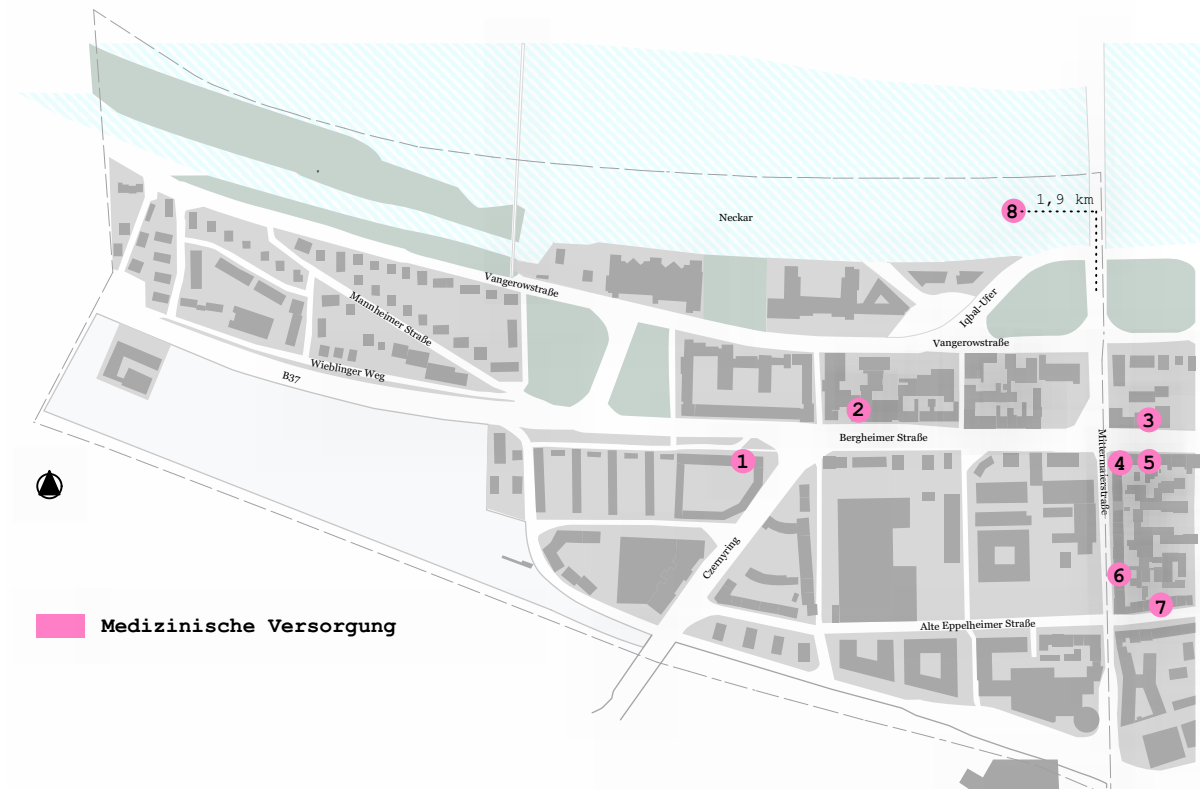 1,9 km
8
Neckar
Vangerowstraße
Iqbal-Ufer
Mannheimer Straße
Vangerowstraße
Wieblinger Weg
B37
2
3
Bergheimer Straße
1
4
5
Mittermaierstraße
Czernyring
6
7
Medizinische Versorgung
Alte Eppelheimer Straße